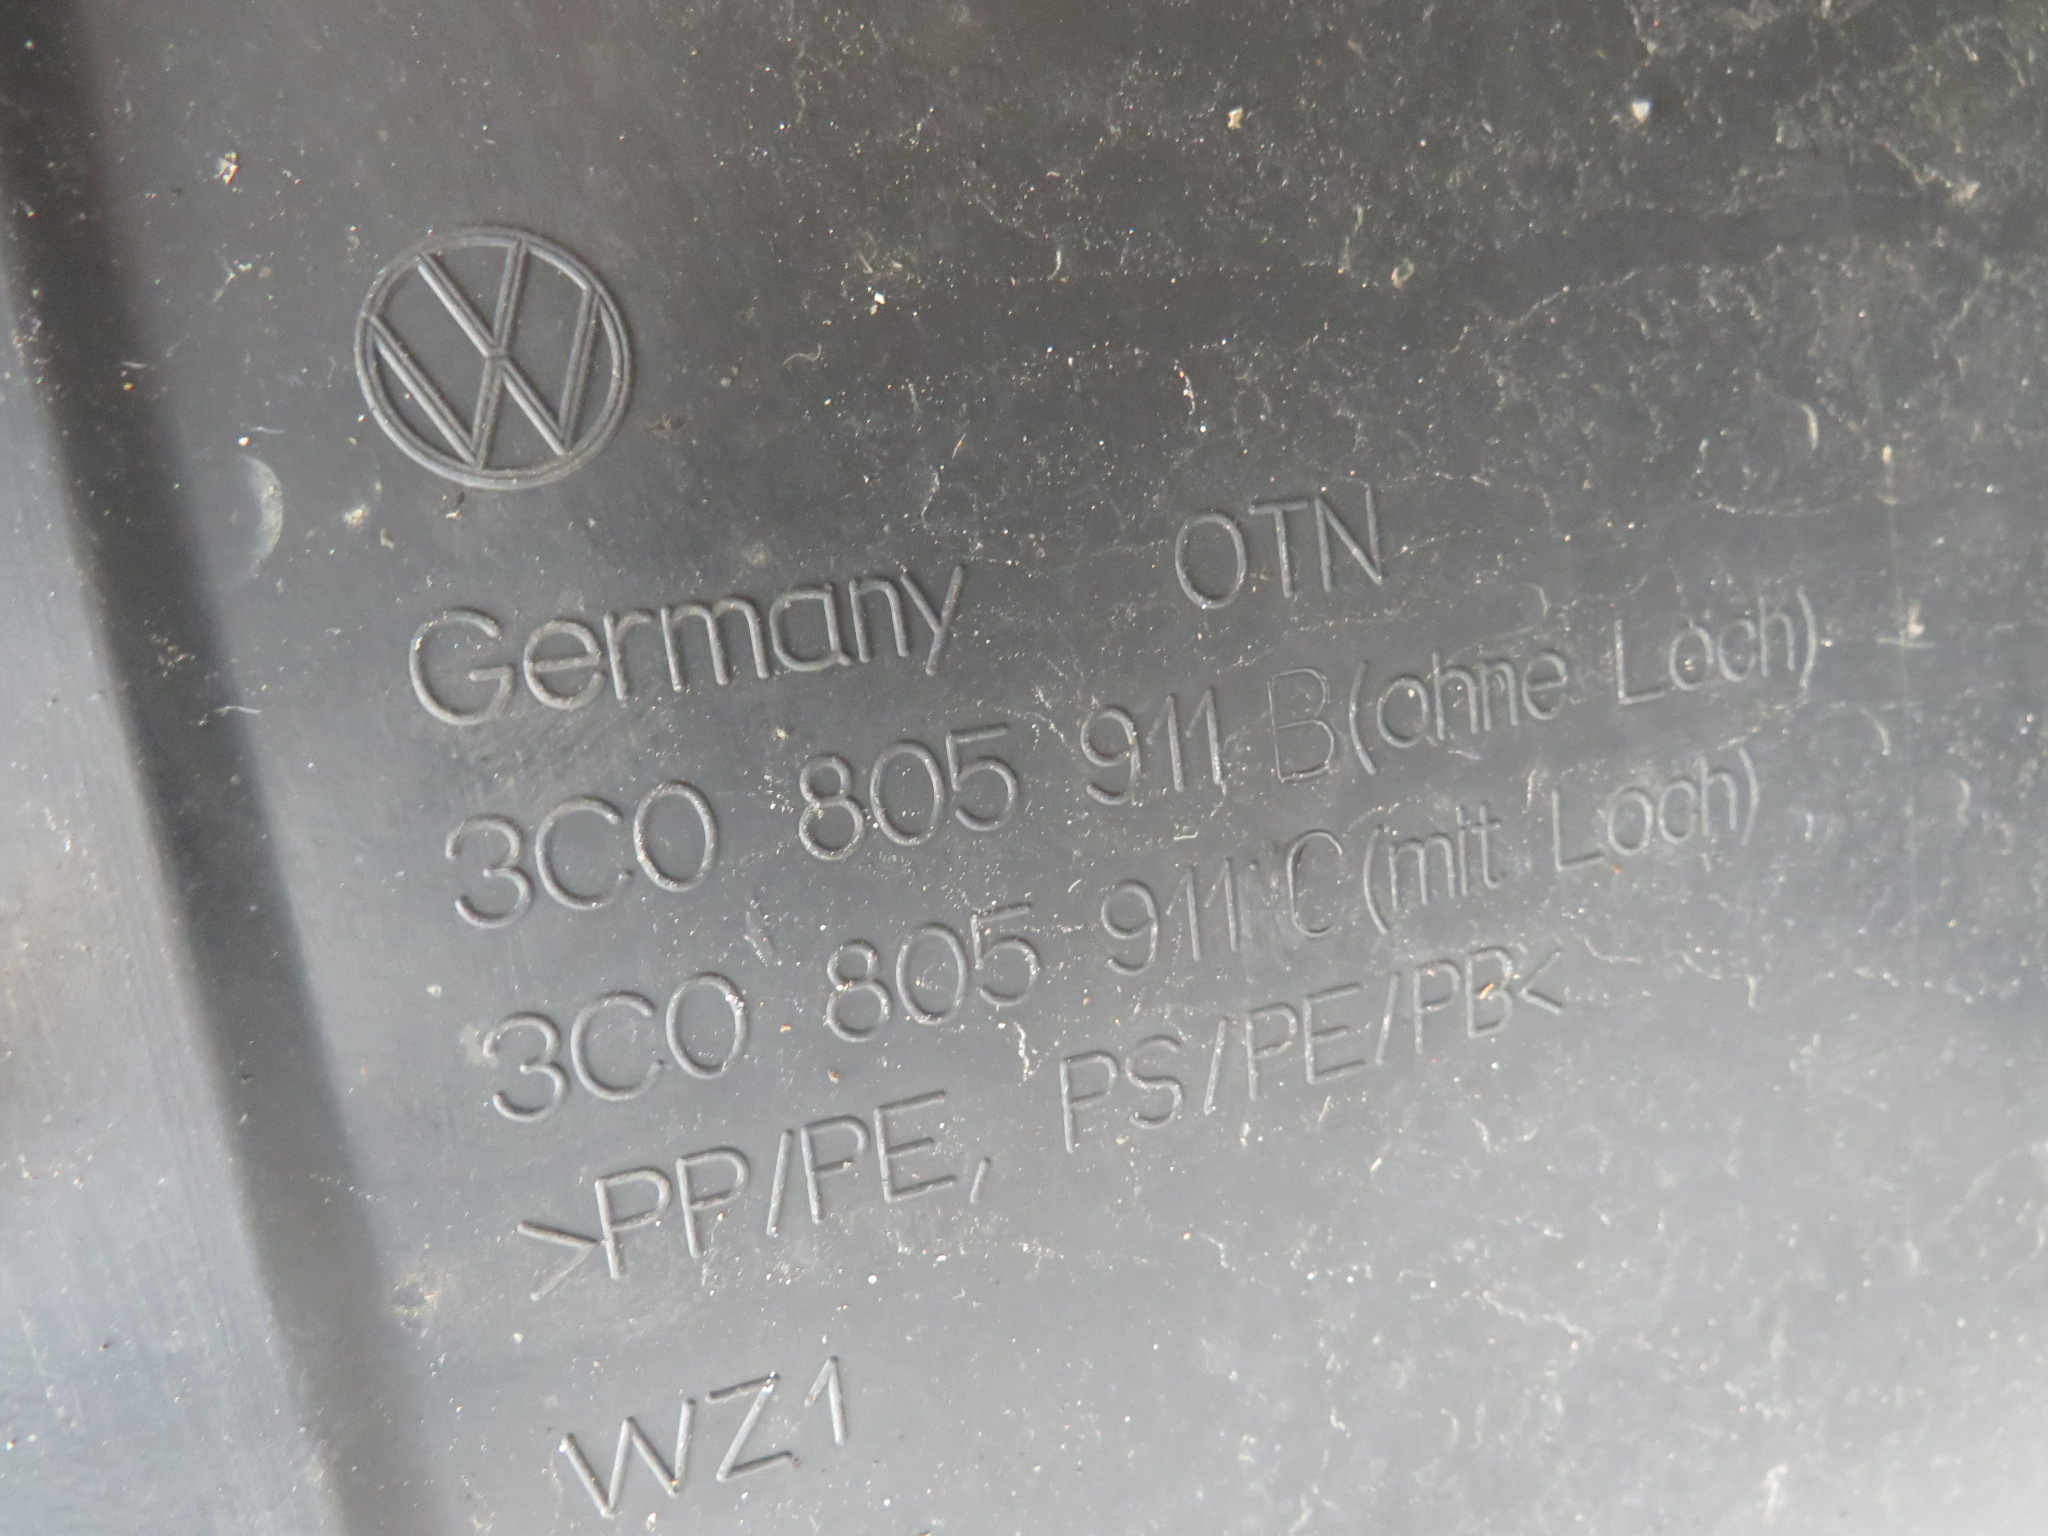 Germany OTN
3C0 805 911 B(ohne Loch)
3C0 805 911 C(mit Loch)
>PP/PE, PS/PE/PB<
WZ1